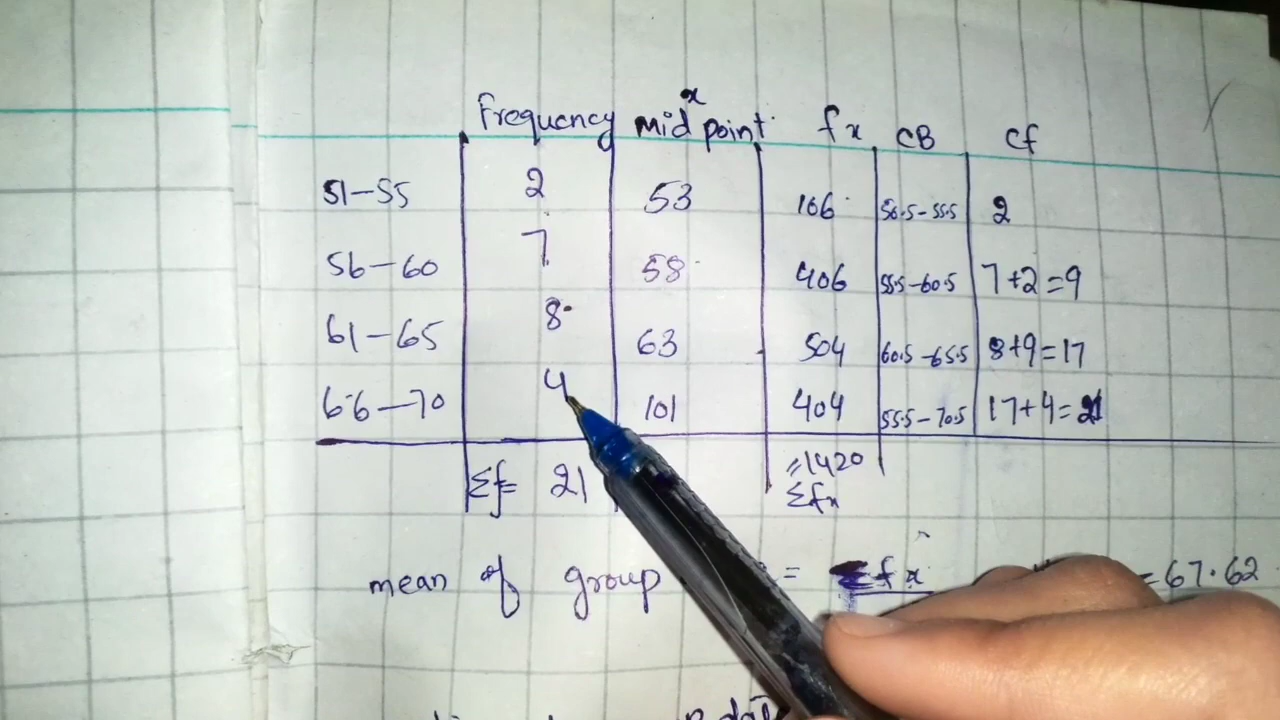 Frequency mid x point fx CB Cf
51-55 2 53 106 50.5-55.5 2
56-60 7 58 406 55.5-60.5 7+2=9
61-65 8 63 504 60.5-65.5 8+9=17
66-70 4 101 404 55.5-70.5 17+4=21
Σf= 21 =1420
Σfx
mean of group = Σfx =67.62